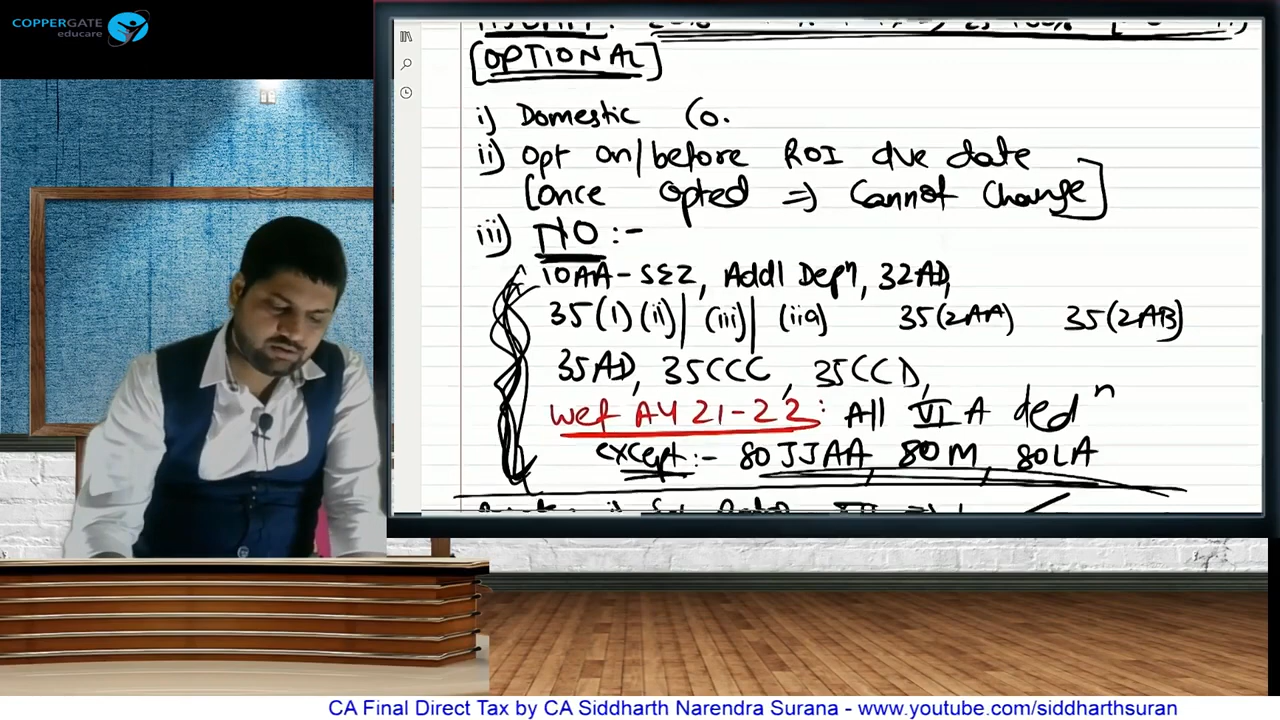 COPPERGATE
educare
[OPTIONAL]
i) Domestic Co.
ii) Opt on/before ROI due date
[Once Opted => Cannot Change]
iii) NO :-
10AA - SEZ, Addl Depⁿ, 32AD,
35(1)(ii) | (iii) | (iia) 35(2AA) 35(2AB)
35AD, 35CCC, 35CCD,
wef AY 21-22: All VI A dedⁿ
except :- 80JJAA 80M 80LA
CA Final Direct Tax by CA Siddharth Narendra Surana - www.youtube.com/siddharthsuran